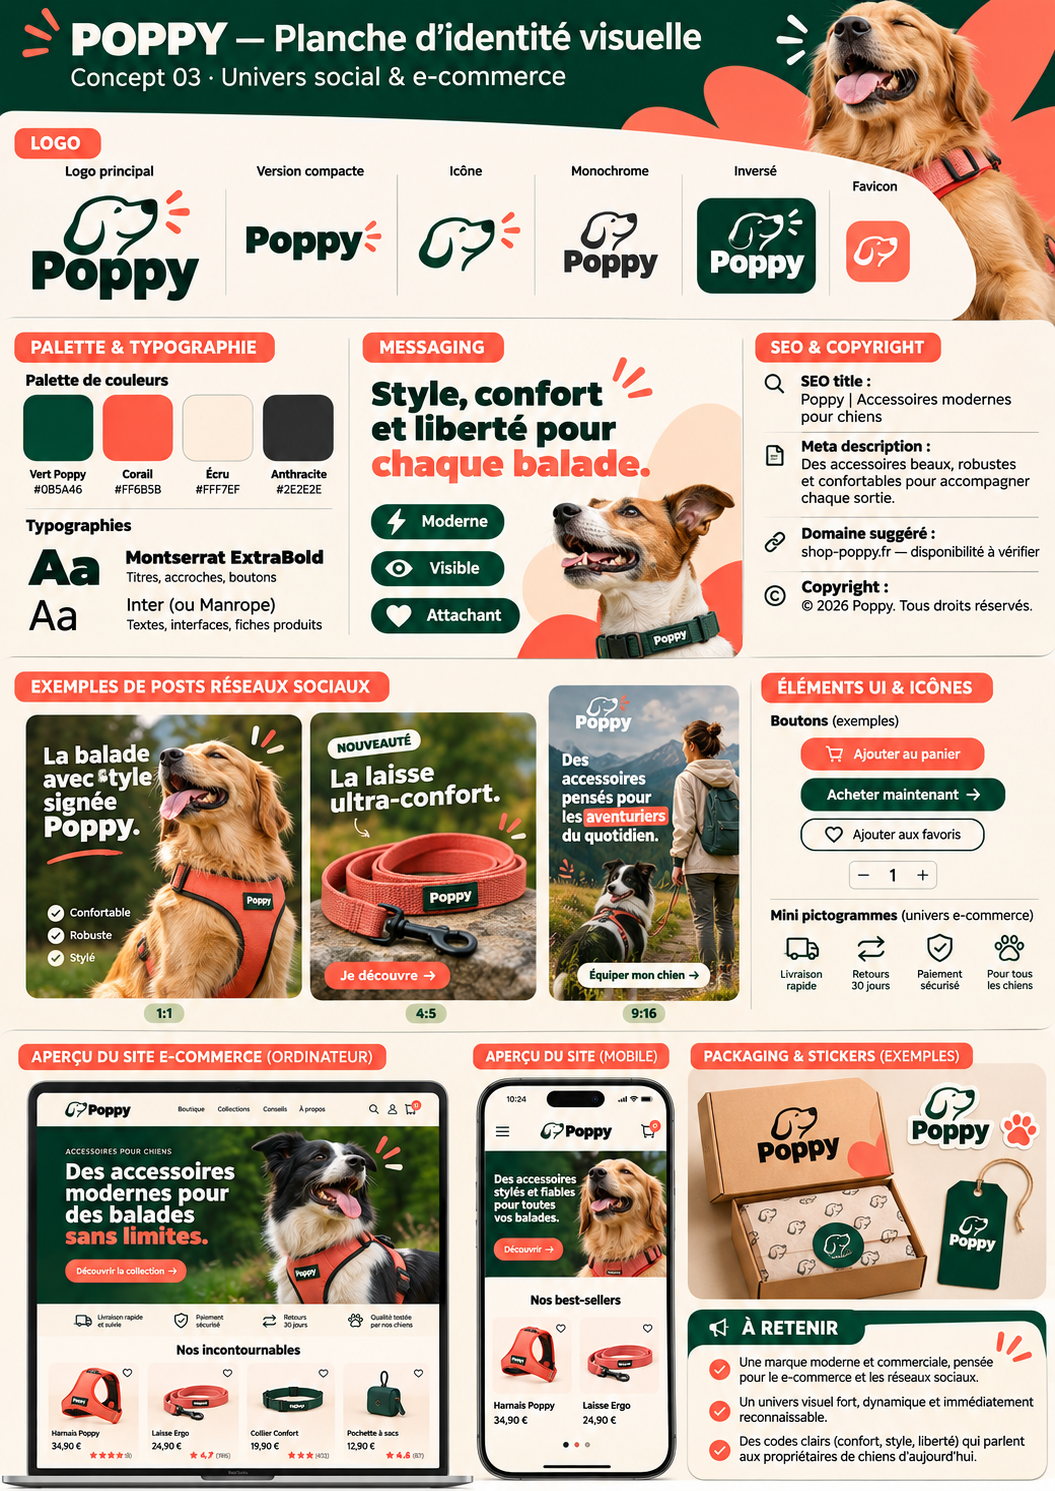 POPPY — Planche d'identité visuelle
Concept 03 · Univers social & e-commerce
LOGO
Logo principal
Poppy
Version compacte
Poppy
Icône
Monochrome
Poppy
Inversé
Poppy
Favicon
PALETTE & TYPOGRAPHIE
Palette de couleurs
Vert Poppy
#0B5A46
Corail
#FF6B5B
Écru
#FFF7EF
Anthracite
#2E2E2E
Typographies
Aa
Montserrat ExtraBold
Titres, accroches, boutons
Aa
Inter (ou Manrope)
Textes, interfaces, fiches produits
MESSAGING
Style, confort
et liberté pour
chaque balade.
Moderne
Visible
Attachant
Poppy
SEO & COPYRIGHT
SEO title :
Poppy | Accessoires modernes
pour chiens
Meta description :
Des accessoires beaux, robustes
et confortables pour accompagner
chaque sortie.
Domaine suggéré :
shop-poppy.fr — disponibilité à vérifier
Copyright :
© 2026 Poppy. Tous droits réservés.
EXEMPLES DE POSTS RÉSEAUX SOCIAUX
La balade
avec style
signée
Poppy.
Confortable
Robuste
Stylé
Poppy
1:1
NOUVEAUTÉ
La laisse
ultra-confort.
Poppy
Je découvre →
4:5
Poppy
Des
accessoires
pensés pour
les aventuriers
du quotidien.
Équiper mon chien →
9:16
ÉLÉMENTS UI & ICÔNES
Boutons (exemples)
Ajouter au panier
Acheter maintenant →
Ajouter aux favoris
− 1 +
Mini pictogrammes (univers e-commerce)
Livraison
rapide
Retours
30 jours
Paiement
sécurisé
Pour tous
les chiens
APERÇU DU SITE E-COMMERCE (ORDINATEUR)
Poppy
Boutique
Collections
Conseils
À propos
ACCESSOIRES POUR CHIENS
Des accessoires
modernes pour
des balades
sans limites.
Découvrir la collection →
Poppy
Livraison rapide
et suivie
Paiement
sécurisé
Retours
30 jours
Qualité testée
par nos chiens
Nos incontournables
Harnais Poppy
34,90 €
Laisse Ergo
24,90 €
4,7
Collier Confort
19,90 €
Pochette à sacs
12,90 €
4.6
APERÇU DU SITE (MOBILE)
10:24
Poppy
0
Des accessoires
stylés et fiables
pour toutes
vos balades.
Découvrir →
Nos best-sellers
Harnais Poppy
34,90 €
Laisse Ergo
24,90 €
PACKAGING & STICKERS (EXEMPLES)
Poppy
Poppy
Poppy
À RETENIR
Une marque moderne et commerciale, pensée
pour le e-commerce et les réseaux sociaux.
Un univers visuel fort, dynamique et immédiatement
reconnaissable.
Des codes clairs (confort, style, liberté) qui parlent
aux propriétaires de chiens d'aujourd'hui.